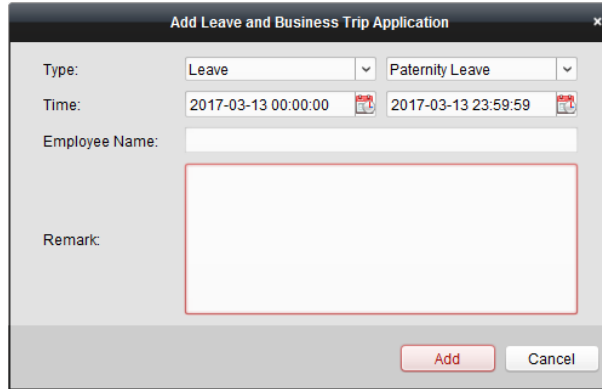 Add Leave and Business Trip Application ×
Type: Leave Paternity Leave
Time: 2017-03-13 00:00:00 2017-03-13 23:59:59
Employee Name:
Remark:
Add Cancel